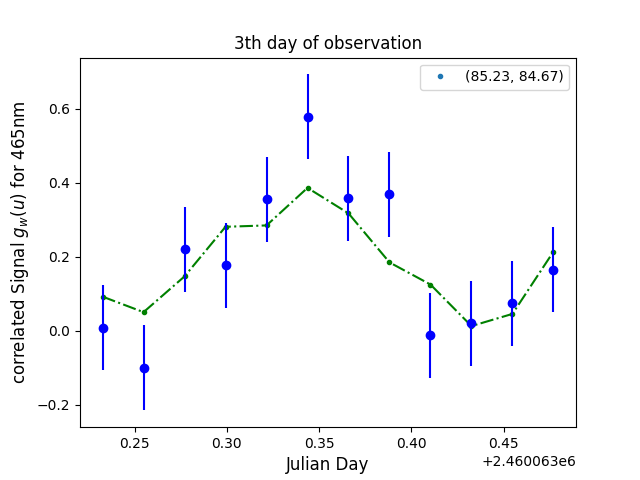 3th day of observation
(85.23, 84.67)
correlated Signal g_w(u) for 465nm
0.6
0.4
0.2
0.0
−0.2
0.25 0.30 0.35 0.40 0.45
+2.460063e6
Julian Day